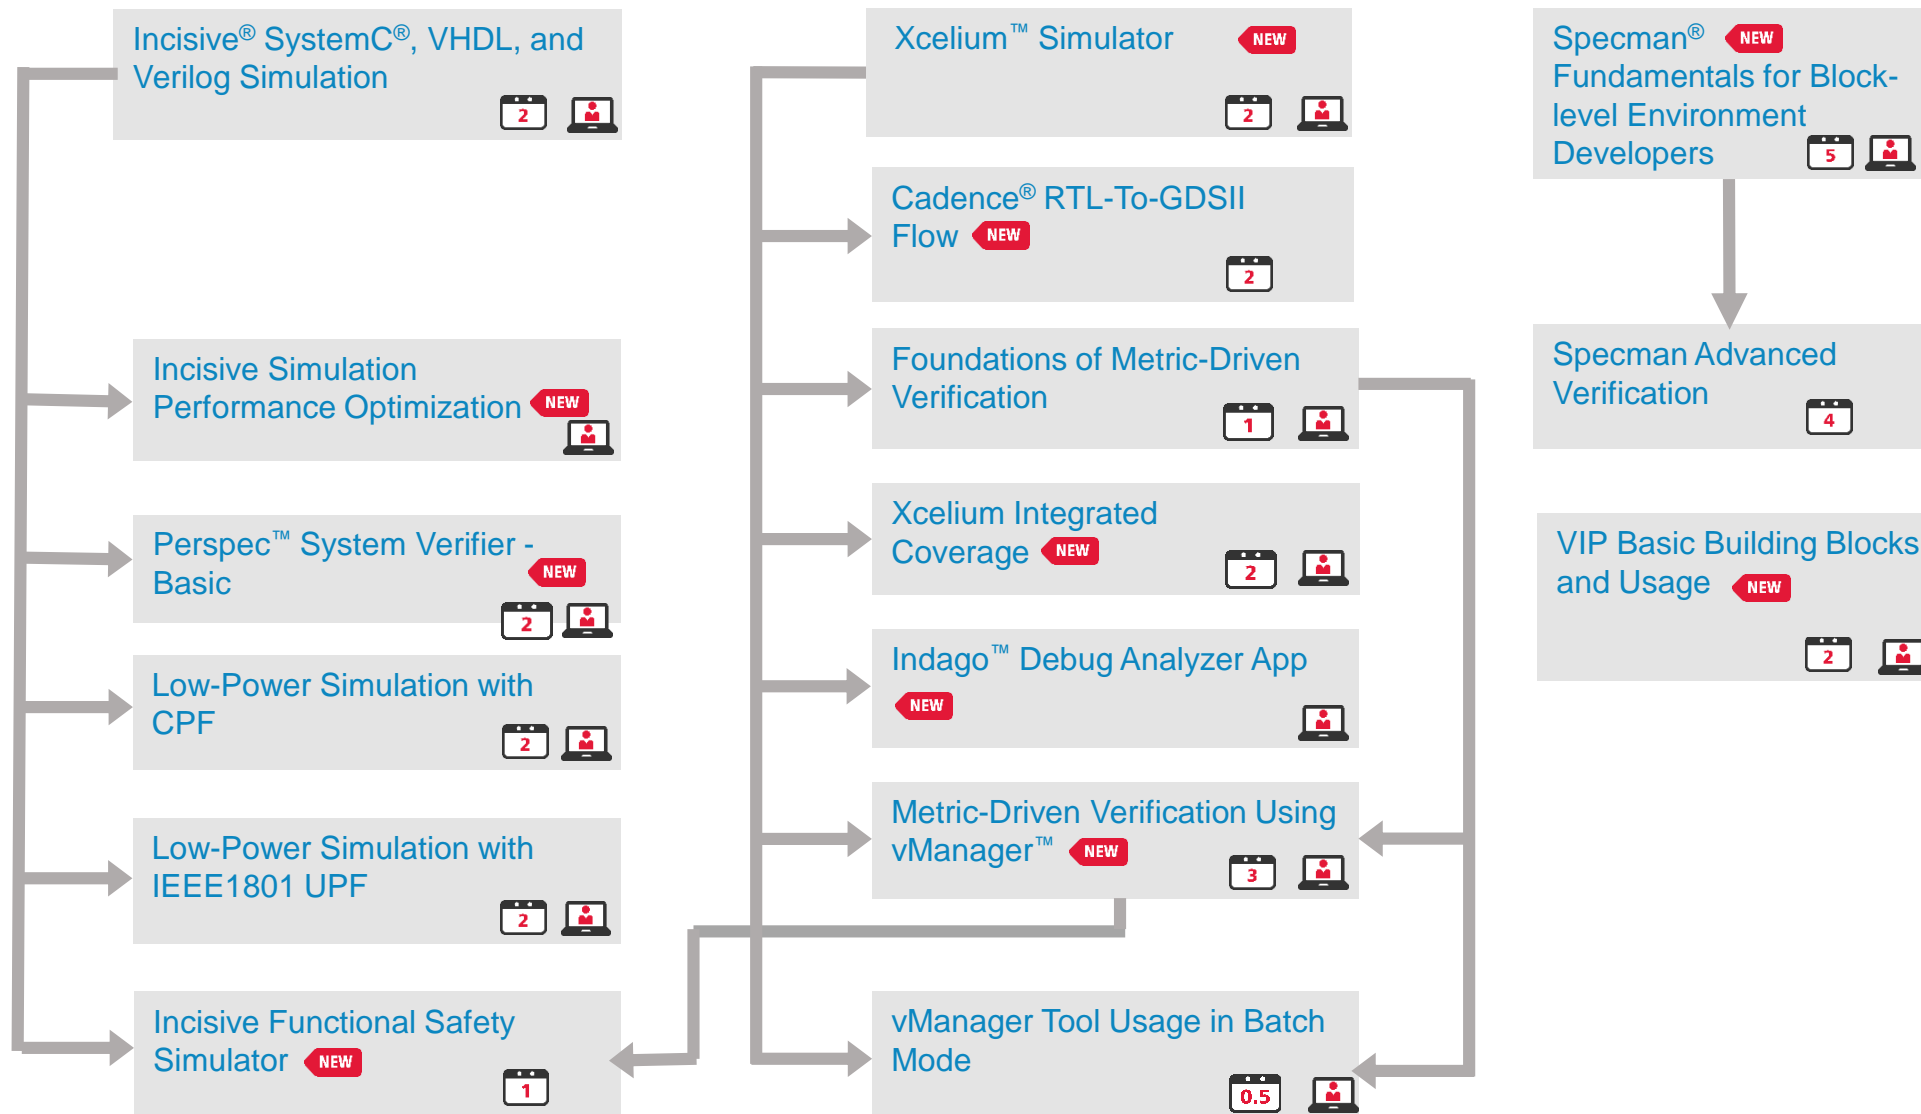 Incisive® SystemC®, VHDL, and
Verilog Simulation
2
Incisive Simulation
Performance Optimization NEW
Perspec™ System Verifier -
Basic NEW
2
Low-Power Simulation with
CPF
2
Low-Power Simulation with
IEEE1801 UPF
2
Incisive Functional Safety
Simulator NEW
1
Xcelium™ Simulator NEW
2
Cadence® RTL-To-GDSII
Flow NEW
2
Foundations of Metric-Driven
Verification
1
Xcelium Integrated
Coverage NEW
2
Indago™ Debug Analyzer App
NEW
Metric-Driven Verification Using
vManager™ NEW
3
vManager Tool Usage in Batch
Mode
0.5
Specman® NEW
Fundamentals for Block-
level Environment
Developers 5
Specman Advanced
Verification
4
VIP Basic Building Blocks
and Usage NEW
2